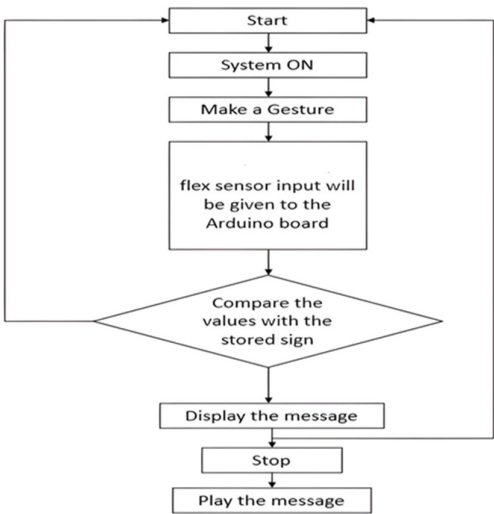 Start
System ON
Make a Gesture
flex sensor input will
be given to the
Arduino board
Compare the
values with the
stored sign
Display the message
Stop
Play the message